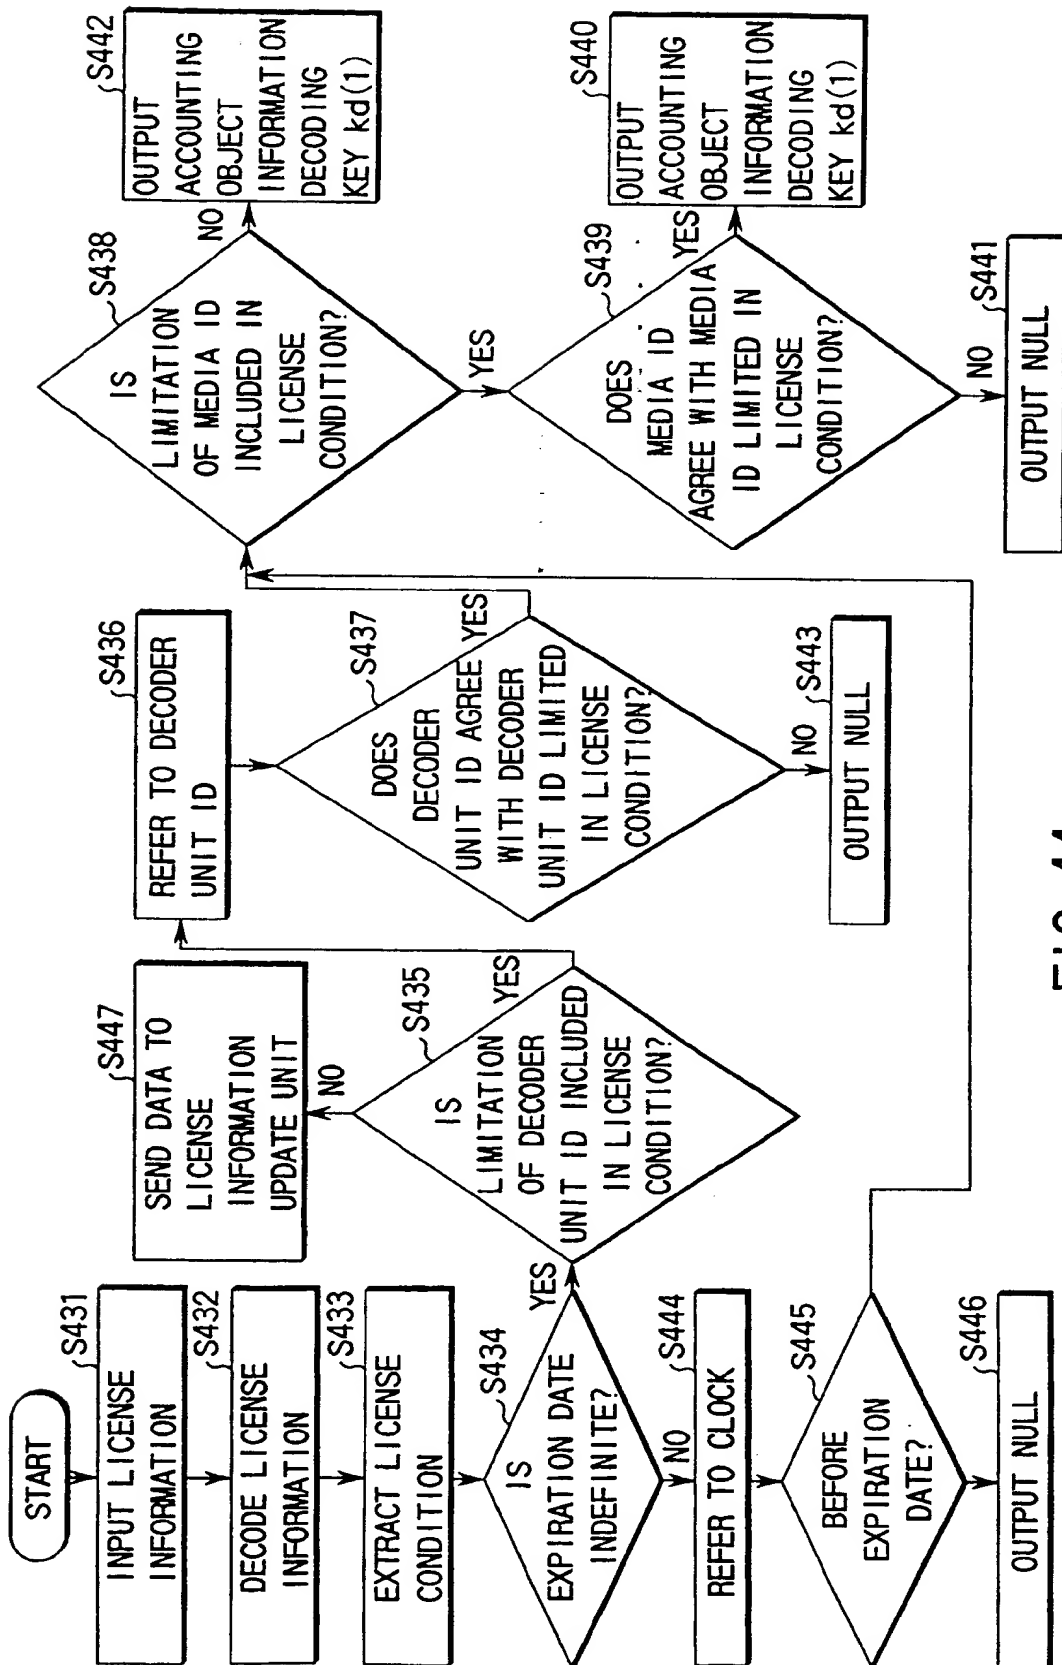 START
S431
INPUT LICENSE
INFORMATION
S432
DECODE LICENSE
INFORMATION
S433
EXTRACT LICENSE
CONDITION
S434
IS
EXPIRATION DATE
INDEFINITE?
YES
NO
S444
REFER TO CLOCK
S445
BEFORE
EXPIRATION
DATE?
S446
OUTPUT NULL
S447
SEND DATA TO
LICENSE
INFORMATION
UPDATE UNIT
NO
S435
YES
IS
LIMITATION
OF DECODER
UNIT ID INCLUDED
IN LICENSE
CONDITION?
S436
REFER TO DECODER
UNIT ID
S437
YES
DOES
DECODER
UNIT ID AGREE
WITH DECODER
UNIT ID LIMITED
IN LICENSE
CONDITION?
NO
S443
OUTPUT NULL
S438
IS
LIMITATION
OF MEDIA ID
INCLUDED IN
LICENSE
CONDITION?
NO
YES
S442
OUTPUT
ACCOUNTING
OBJECT
INFORMATION
DECODING
KEY kd(1)
S439
DOES
MEDIA ID
AGREE WITH MEDIA
ID LIMITED IN
LICENSE
CONDITION?
YES
NO
S440
OUTPUT
ACCOUNTING
OBJECT
INFORMATION
DECODING
KEY kd(1)
S441
OUTPUT NULL